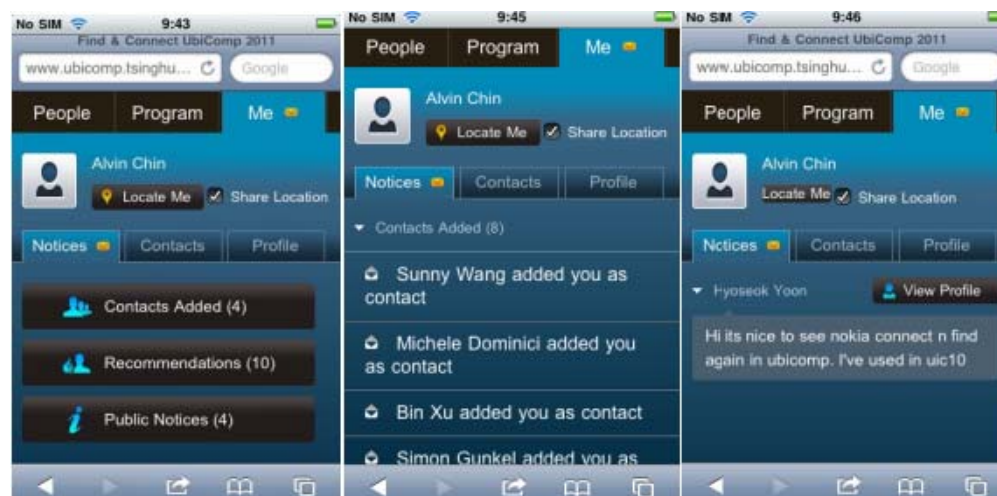 No SIM 9:43
Find & Connect UbiComp 2011
www.ubicomp.tsinghu... Google
People Program Me
Alvin Chin
Locate Me Share Location
Notices Contacts Profile
Contacts Added (4)
Recommendations (10)
Public Notices (4)
No SIM 9:45
People Program Me
Alvin Chin
Locate Me Share Location
Notices Contacts Profile
Contacts Added (8)
Sunny Wang added you as
contact
Michele Dominici added you
as contact
Bin Xu added you as contact
Simon Gunkel added you as
No SIM 9:46
Find & Connect UbiComp 2011
www.ubicomp.tsinghu... Google
People Program Me
Alvin Chin
Locate Me Share Location
Notices Contacts Profile
Hyoseok Yoon View Profile
Hi its nice to see nokia connect n find
again in ubicomp. I've used in uic10